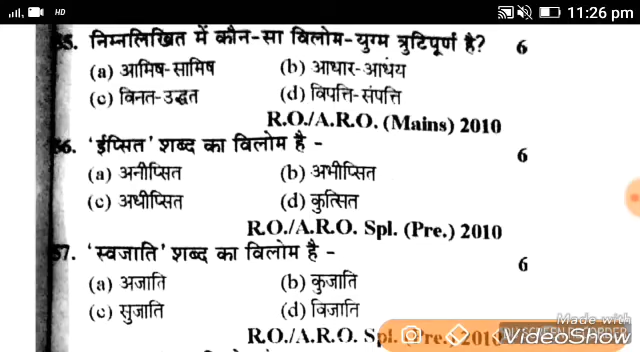 HD 11:26 pm
35. निम्नलिखित में कौन-सा विलोम-युग्म त्रुटिपूर्ण है? 6
(a) आमिष-सामिष (b) आधार-आधेय
(c) विनत-उद्धत (d) विपत्ति-संपत्ति
R.O./A.R.O. (Mains) 2010
36. 'ईप्सित' शब्द का विलोम है - 6
(a) अनीप्सित (b) अभीप्सित
(c) अधीप्सित (d) कुत्सित
R.O./A.R.O. Spl. (Pre.) 2010
37. 'स्वजाति' शब्द का विलोम है - 6
(a) अजाति (b) कुजाति
(c) सुजाति (d) विजाति
Made with
R.O./A.R.O. Spl. (Pre.) 2010 VideoShow